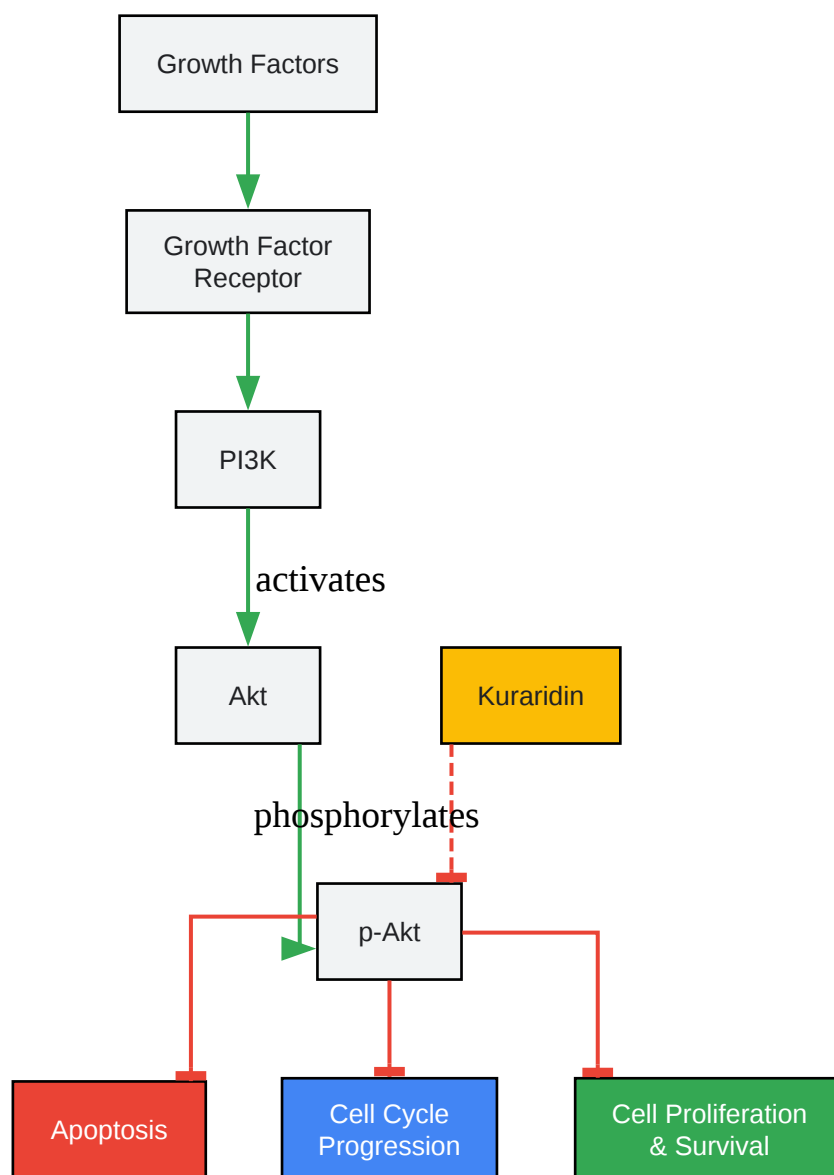 Growth Factors
Growth Factor
Receptor
PI3K
activates
Akt
Kuraridin
phosphorylates
p-Akt
Apoptosis
Cell Cycle
Progression
Cell Proliferation
& Survival